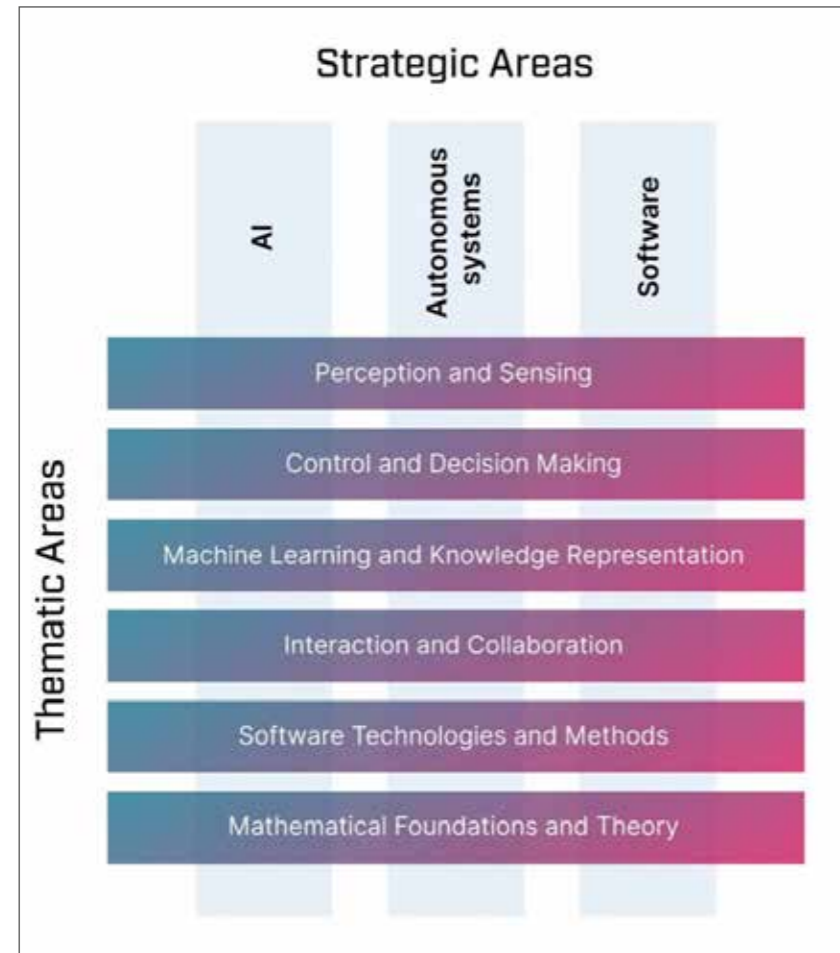 Strategic Areas
AI
Autonomous
systems
Software
Thematic Areas
Perception and Sensing
Control and Decision Making
Machine Learning and Knowledge Representation
Interaction and Collaboration
Software Technologies and Methods
Mathematical Foundations and Theory